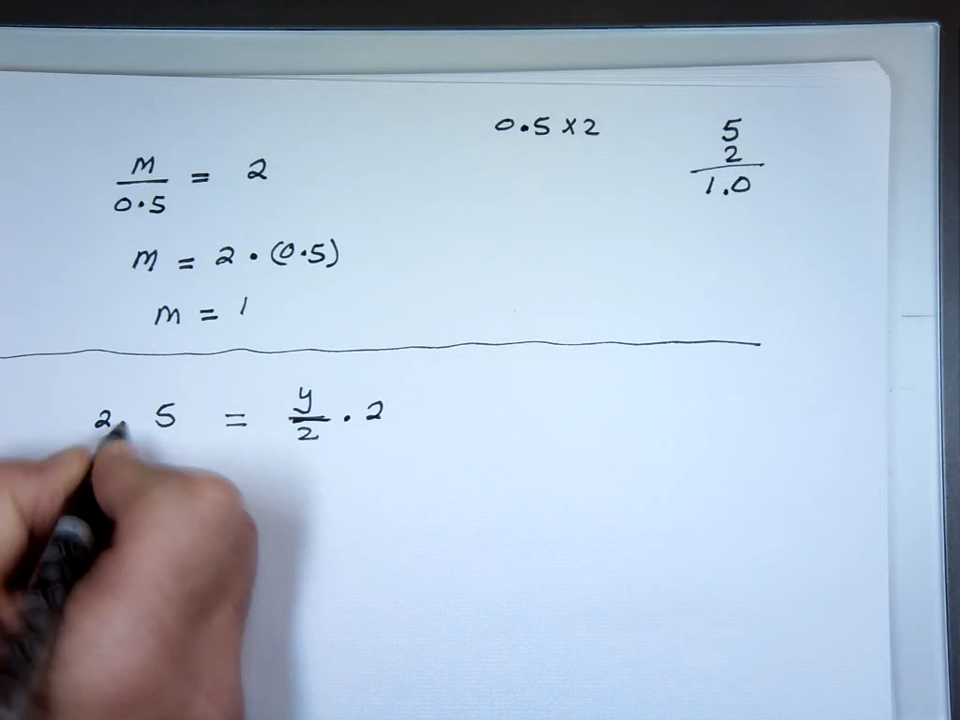 0.5 × 2
5
2
1.0
m/0.5 = 2
m = 2 · (0.5)
m = 1
2 · 5 = y/2 · 2